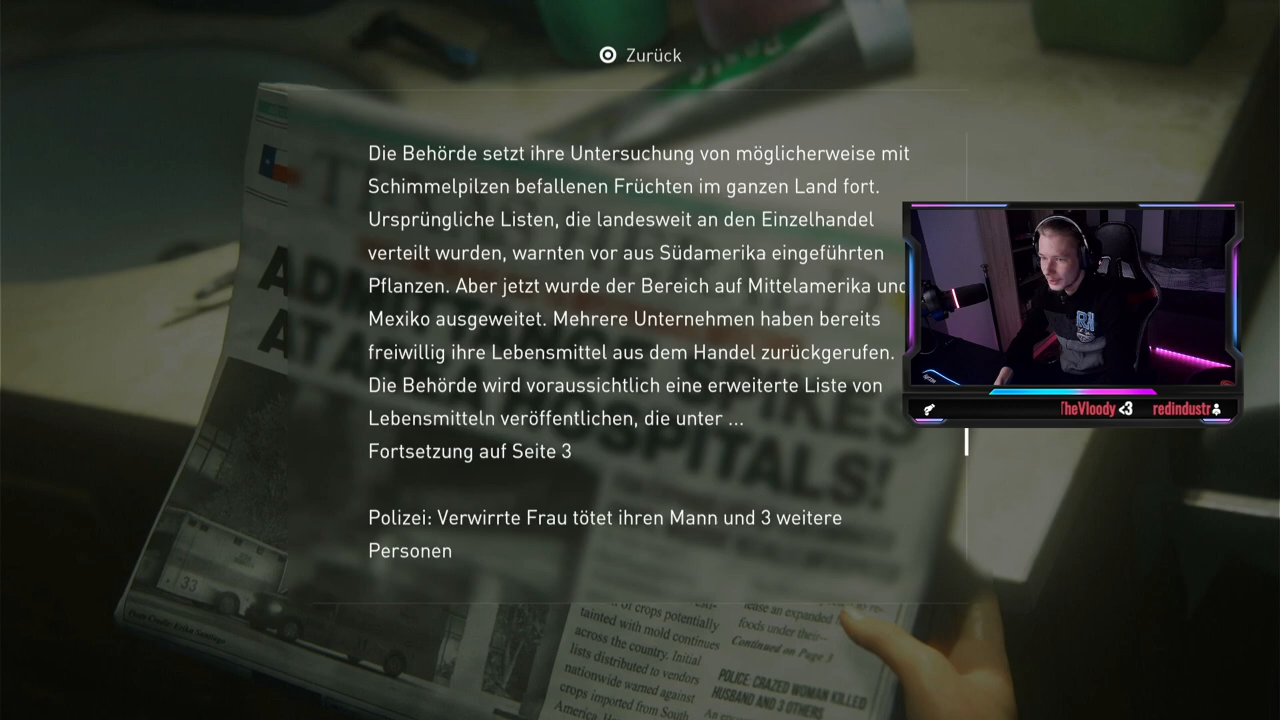 Zurück
Die Behörde setzt ihre Untersuchung von möglicherweise mit
Schimmelpilzen befallenen Früchten im ganzen Land fort.
Ursprüngliche Listen, die landesweit an den Einzelhandel
verteilt wurden, warnten vor aus Südamerika eingeführten
Pflanzen. Aber jetzt wurde der Bereich auf Mittelamerika und
Mexiko ausgeweitet. Mehrere Unternehmen haben bereits
freiwillig ihre Lebensmittel aus dem Handel zurückgerufen.
Die Behörde wird voraussichtlich eine erweiterte Liste von
Lebensmitteln veröffentlichen, die unter ...
Fortsetzung auf Seite 3
Polizei: Verwirrte Frau tötet ihren Mann und 3 weitere
Personen
TheVloody <3 redindustr
SPITALS!
33
of crops potentially
tainted with mold continues
across the country. Initial
lists distributed to vendors
nationwide warned against
crops imported from South
America.
lease an expanded
foods under their--
Continued on Page 3
POLICE: CRAZED WOMAN KILLED
HUSBAND AND 3 OTHERS